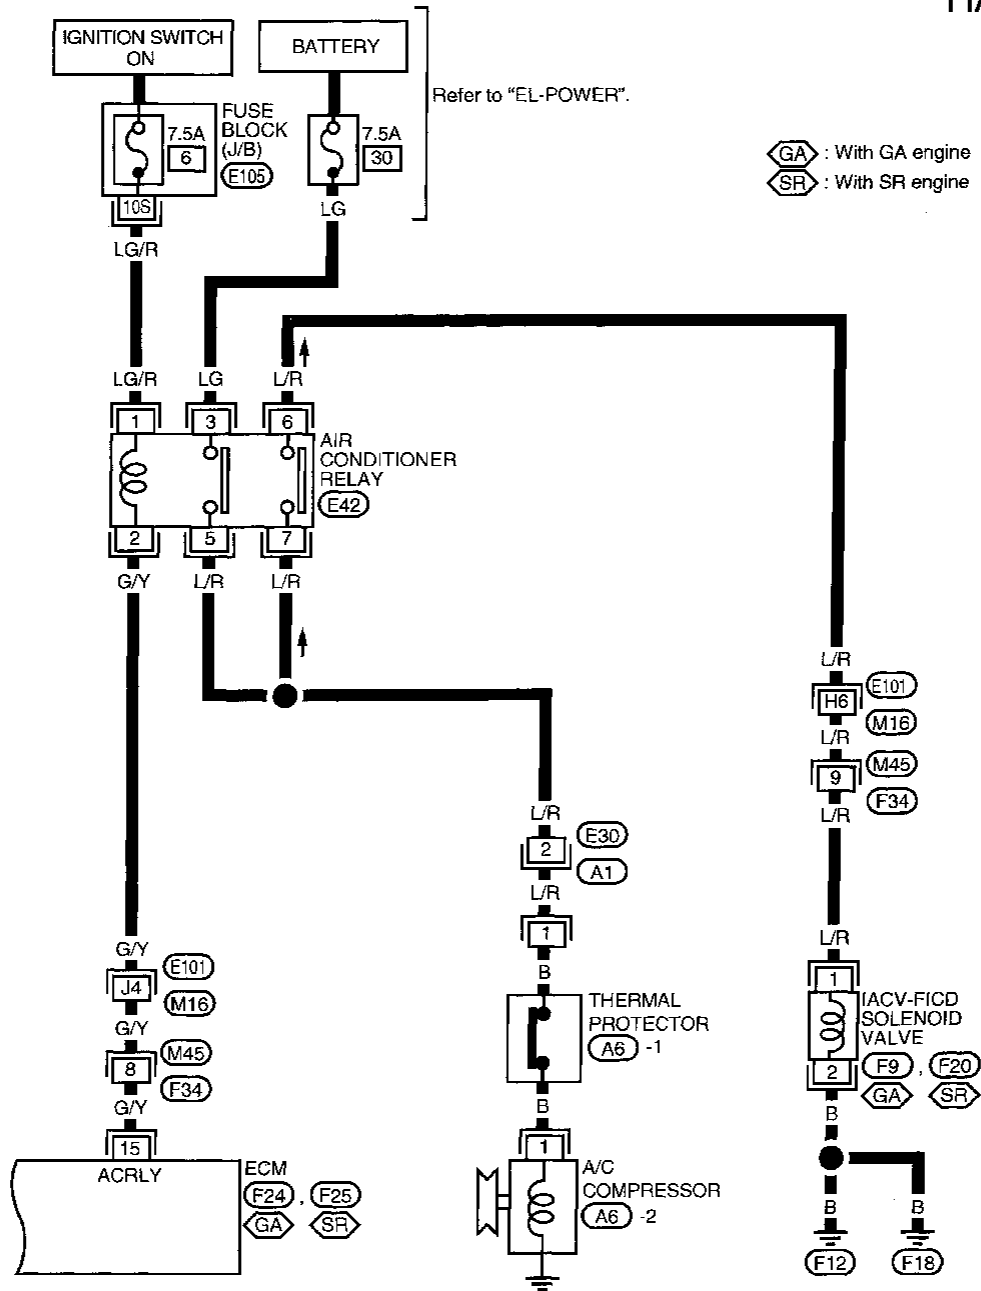 IGNITION SWITCH
ON
BATTERY
Refer to "EL-POWER".
FUSE
BLOCK
(J/B)
E105
7.5A
6
7.5A
30
GA : With GA engine
SR : With SR engine
10S
LG
LG/R
LG/R
LG
L/R
1
3
6
AIR
CONDITIONER
RELAY
E42
2
5
7
G/Y
L/R
L/R
L/R
H6
E101
M16
L/R
9
M45
F34
L/R
L/R
2
E30
A1
L/R
1
B
L/R
G/Y
J4
E101
M16
G/Y
8
M45
F34
G/Y
15
ACRLY
ECM
F24 , F25
GA SR
THERMAL
PROTECTOR
A6 -1
B
1
A/C
COMPRESSOR
A6 -2
1
IACV-FICD
SOLENOID
VALVE
2
F9 , F20
GA SR
B
B
B
F12
F18